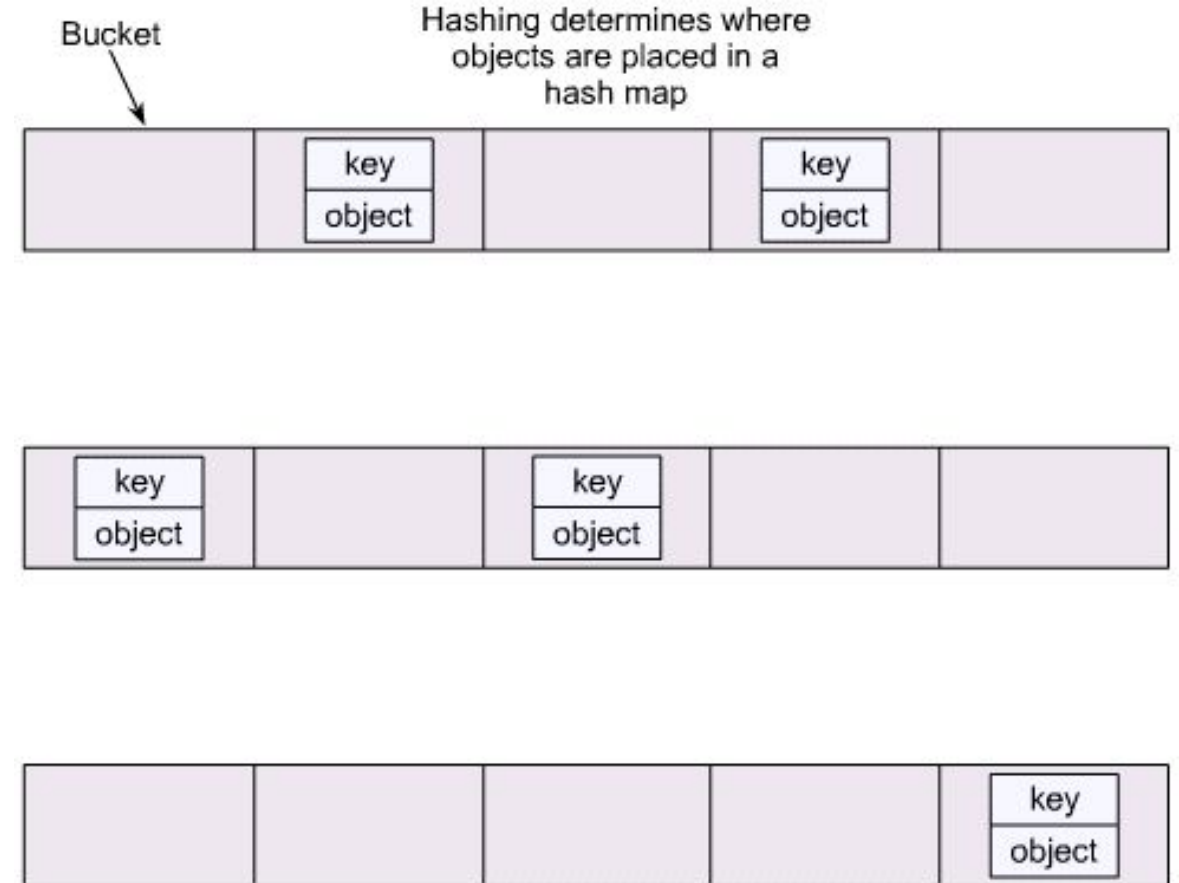 Bucket
Hashing determines where
objects are placed in a
hash map
key
object
key
object
key
object
key
object
key
object